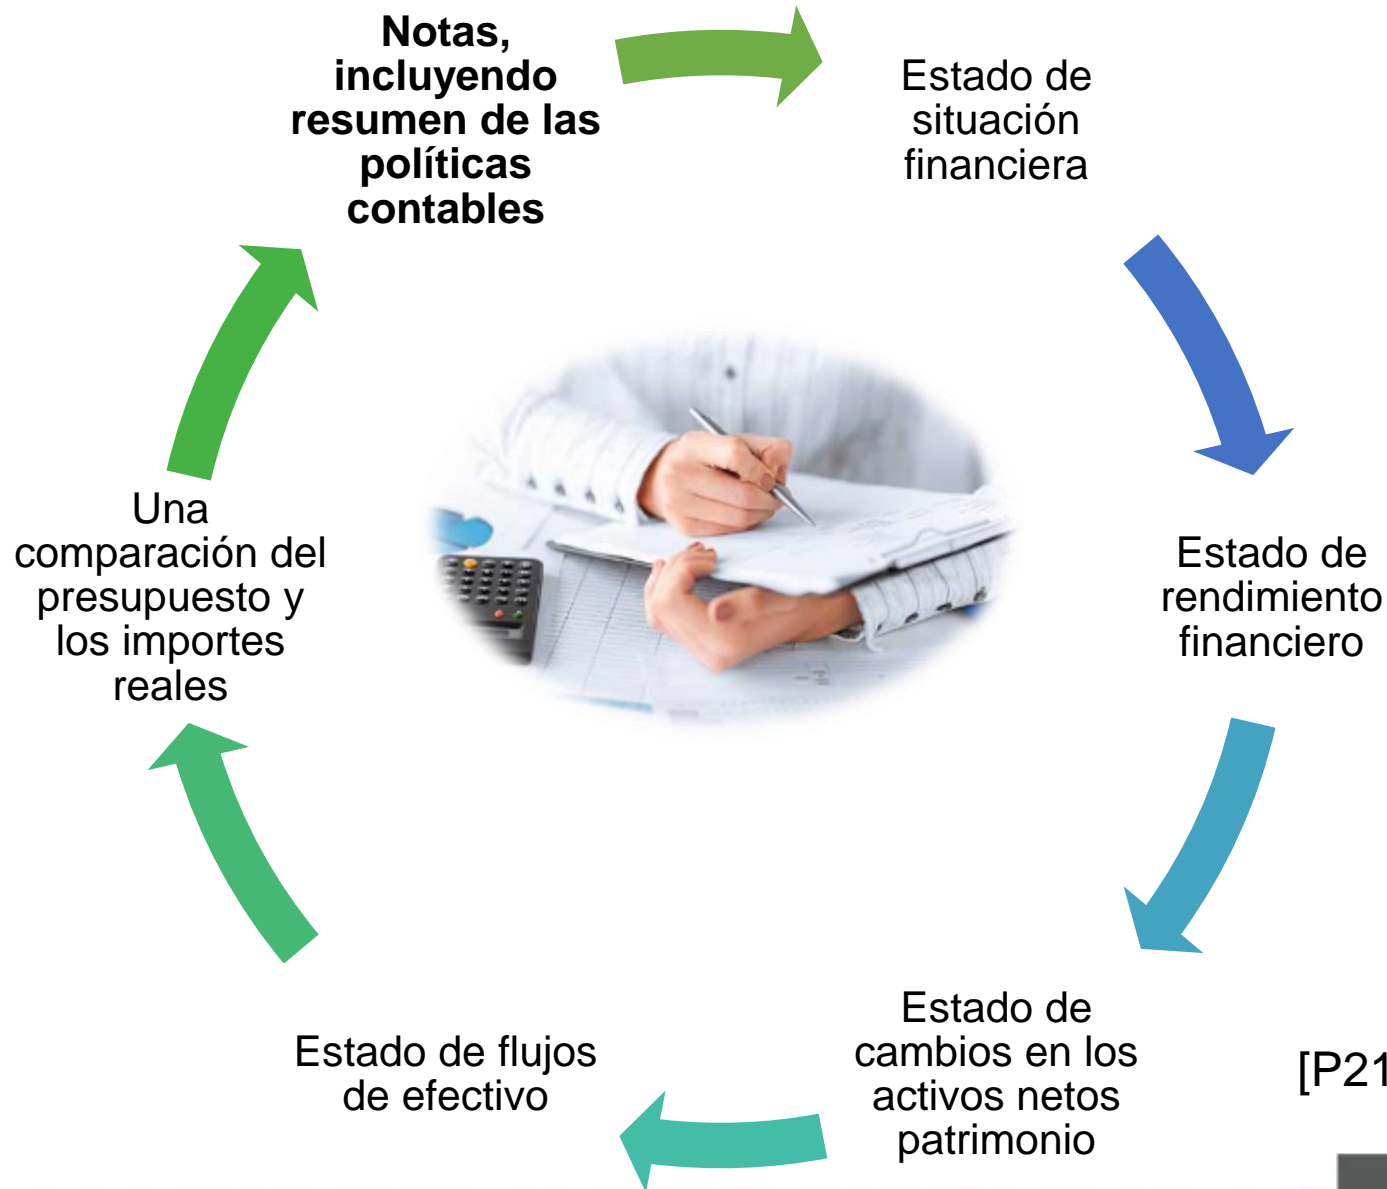 Notas,
incluyendo
resumen de las
políticas
contables
Estado de
situación
financiera
Estado de
rendimiento
financiero
Estado de
cambios en los
activos netos
patrimonio
[P21
Estado de flujos
de efectivo
Una
comparación del
presupuesto y
los importes
reales